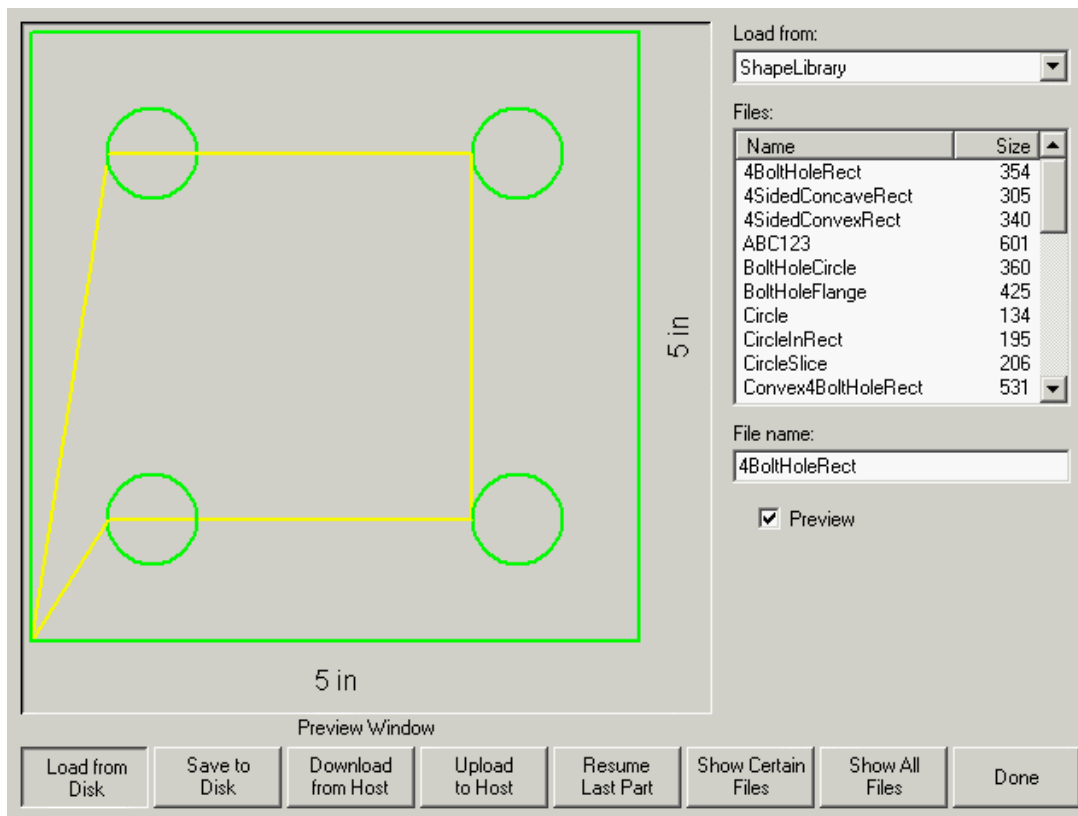 Load from:
ShapeLibrary
Files:
Name Size
4BoltHoleRect 354
4SidedConcaveRect 305
4SidedConvexRect 340
ABC123 601
BoltHoleCircle 360
BoltHoleFlange 425
Circle 134
CircleInRect 195
CircleSlice 206
Convex4BoltHoleRect 531
File name:
4BoltHoleRect
Preview
5 in
5 in
Preview Window
Load from
Disk
Save to
Disk
Download
from Host
Upload
to Host
Resume
Last Part
Show Certain
Files
Show All
Files
Done